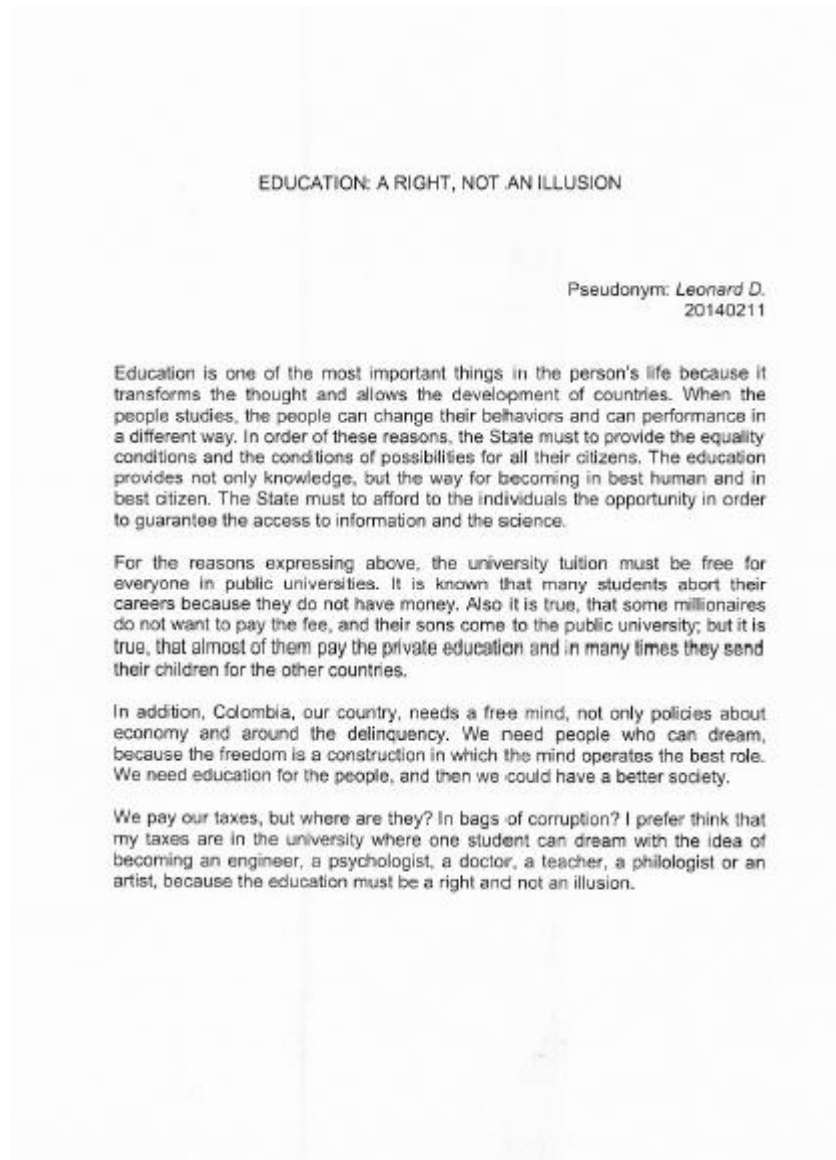 EDUCATION: A RIGHT, NOT AN ILLUSION
Pseudonym: Leonard D.
20140211
Education is one of the most important things in the person's life because it
transforms the thought and allows the development of countries. When the
people studies, the people can change their behaviors and can performance in
a different way. In order of these reasons, the State must to provide the equality
conditions and the conditions of possibilities for all their citizens. The education
provides not only knowledge, but the way for becoming in best human and in
best citizen. The State must to afford to the individuals the opportunity in order
to guarantee the access to information and the science.
For the reasons expressing above, the university tuition must be free for
everyone in public universities. It is known that many students abort their
careers because they do not have money. Also it is true, that some millionaires
do not want to pay the fee, and their sons come to the public university; but it is
true, that almost of them pay the private education and in many times they send
their children for the other countries.
In addition, Colombia, our country, needs a free mind, not only policies about
economy and around the delinquency. We need people who can dream,
because the freedom is a construction in which the mind operates the best role.
We need education for the people, and then we could have a better society.
We pay our taxes, but where are they? In bags of corruption? I prefer think that
my taxes are in the university where one student can dream with the idea of
becoming an engineer, a psychologist, a doctor, a teacher, a philologist or an
artist, because the education must be a right and not an illusion.